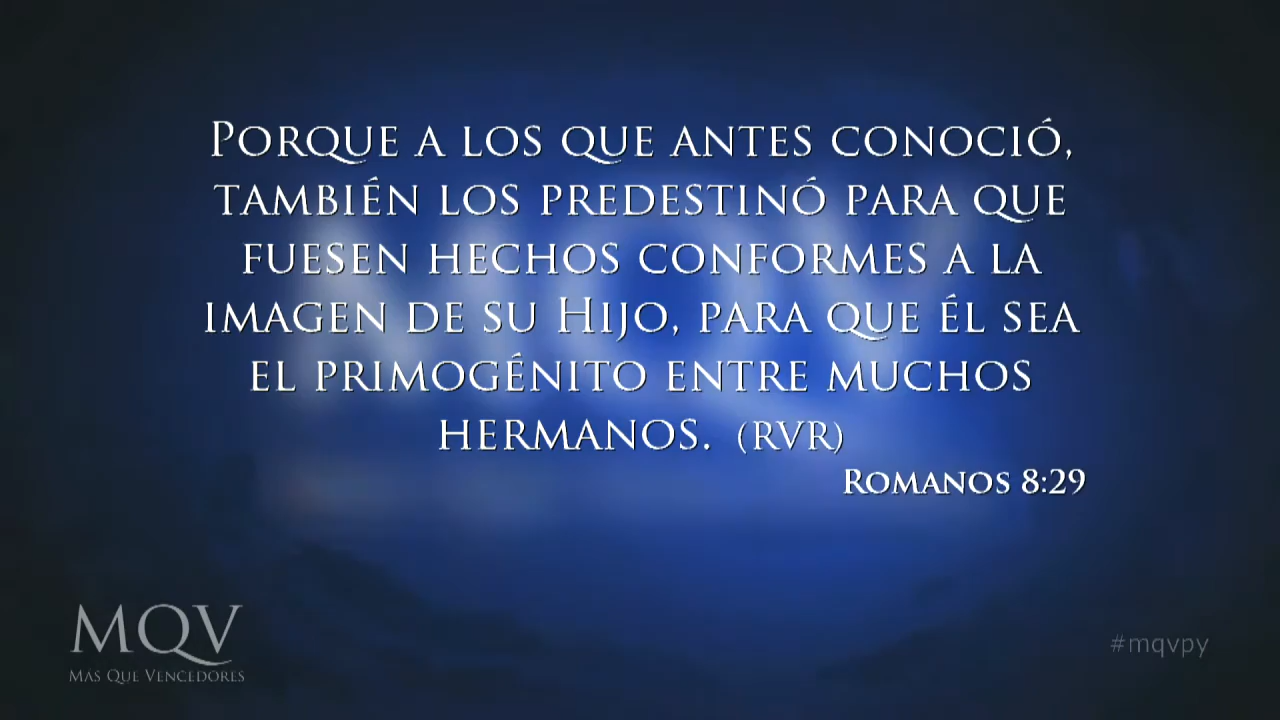 Porque a los que antes conoció,
también los predestinó para que
fuesen hechos conformes a la
imagen de su Hijo, para que él sea
el primogénito entre muchos
hermanos. (RVR)
Romanos 8:29
MQV
Más Que Vencedores
#mqvpy